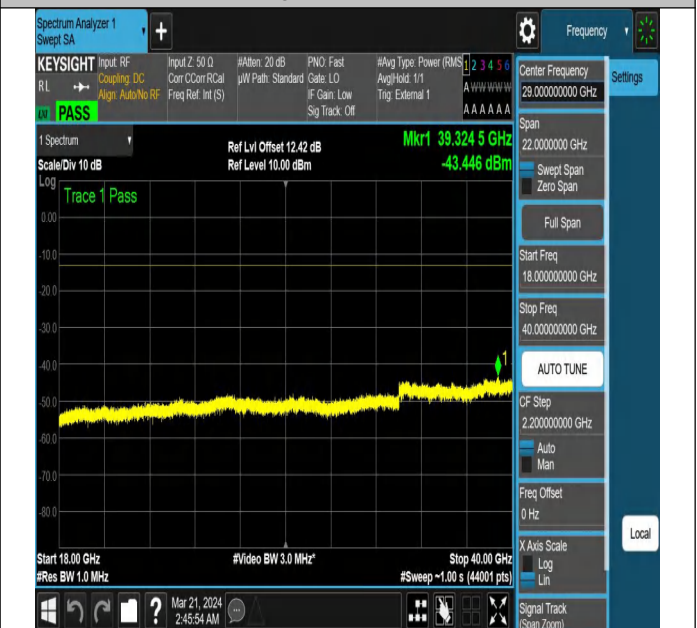 Spectrum Analyzer 1
Swept SA
Frequency
KEYSIGHT
RL
PASS
Input: RF
Coupling: DC
Align: Auto/No RF
Input Z: 50 Ω
Corr CCorr RCal
Freq Ref: Int (S)
#Atten: 20 dB
µW Path: Standard
PNO: Fast
Gate: LO
IF Gain: Low
Sig Track: Off
#Avg Type: Power (RMS
Avg|Hold: 1/1
Trig: External 1
1 2 3 4 5 6
A W W W W W
A A A A A A
1 Spectrum
Scale/Div 10 dB
Ref Lvl Offset 12.42 dB
Ref Level 10.00 dBm
Mkr1 39.324 5 GHz
-43.446 dBm
Log
Trace 1 Pass
0.00
-10.0
-20.0
-30.0
-40.0
-50.0
-60.0
-70.0
-80.0
1
Start 18.00 GHz
#Res BW 1.0 MHz
#Video BW 3.0 MHz*
Stop 40.00 GHz
#Sweep ~1.00 s (44001 pts)
Mar 21, 2024
2:45:54 AM
Center Frequency
29.000000000 GHz
Settings
Span
22.0000000 GHz
Swept Span
Zero Span
Full Span
Start Freq
18.000000000 GHz
Stop Freq
40.000000000 GHz
AUTO TUNE
CF Step
2.200000000 GHz
Auto
Man
Freq Offset
0 Hz
Local
X Axis Scale
Log
Lin
Signal Track
(Span Zoom)